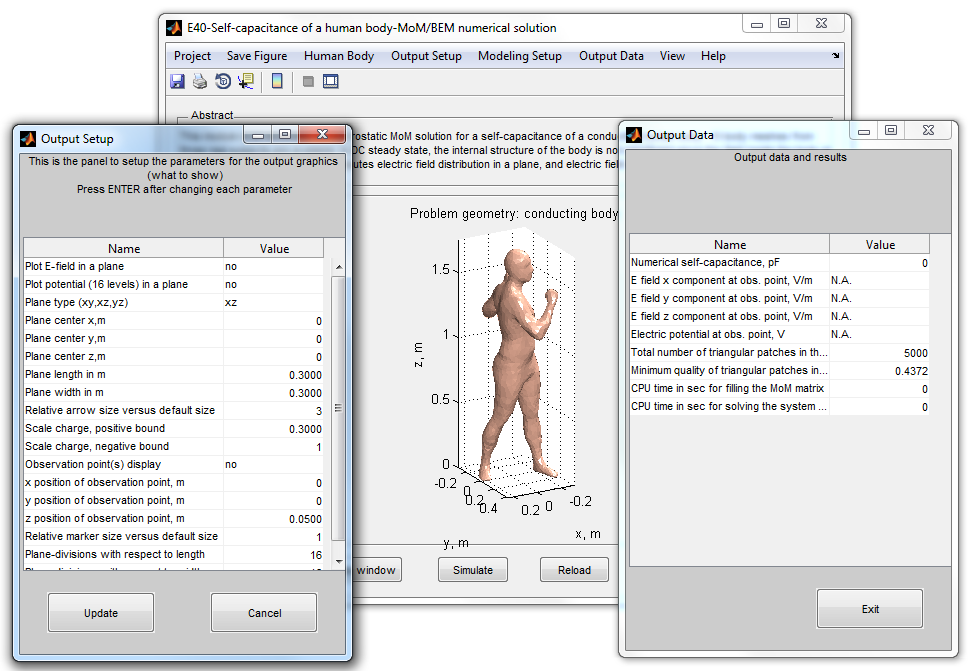 E40-Self-capacitance of a human body-MoM/BEM numerical solution
Project Save Figure Human Body Output Setup Modeling Setup Output Data View Help
Abstract
rostatic MoM solution for a self-capacitance of a condu
DC steady state, the internal structure of the body is no
utes electric field distribution in a plane, and electric fiel
Problem geometry: conducting body
1.5
1
0.5
0
z, m
-0.2
0
0.2
0.4
y, m
0.2 0 -0.2
x, m
window Simulate Reload
Output Setup
This is the panel to setup the parameters for the output graphics
(what to show)
Press ENTER after changing each parameter
Name Value
Plot E-field in a plane no
Plot potential (16 levels) in a plane no
Plane type (xy,xz,yz) xz
Plane center x,m 0
Plane center y,m 0
Plane center z,m 0
Plane length in m 0.3000
Plane width in m 0.3000
Relative arrow size versus default size 3
Scale charge, positive bound 0.3000
Scale charge, negative bound 1
Observation point(s) display no
x position of observation point, m 0
y position of observation point, m 0
z position of observation point, m 0.0500
Relative marker size versus default size 1
Plane-divisions with respect to length 16
Update Cancel
Output Data
Output data and results
Name Value
Numerical self-capacitance, pF 0
E field x component at obs. point, V/m N.A.
E field y component at obs. point, V/m N.A.
E field z component at obs. point, V/m N.A.
Electric potential at obs. point, V N.A.
Total number of triangular patches in th... 5000
Minimum quality of triangular patches in... 0.4372
CPU time in sec for filling the MoM matrix 0
CPU time in sec for solving the system ... 0
Exit